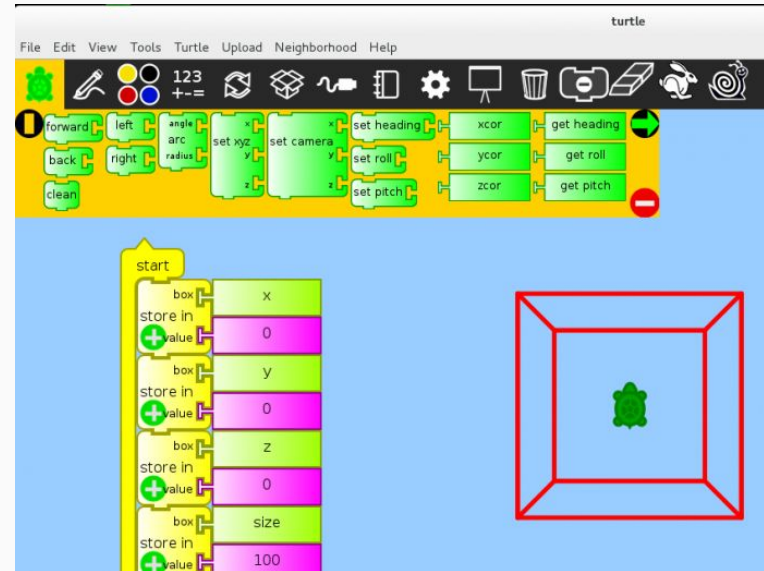 turtle
File Edit View Tools Turtle Upload Neighborhood Help
123
+-=
forward left angle arc radius set xyz x y z set camera x y z set heading xcor get heading
back right set roll ycor get roll
clean set pitch zcor get pitch
start
box x
store in
value 0
box y
store in
value 0
box z
store in
value 0
box size
store in
value 100